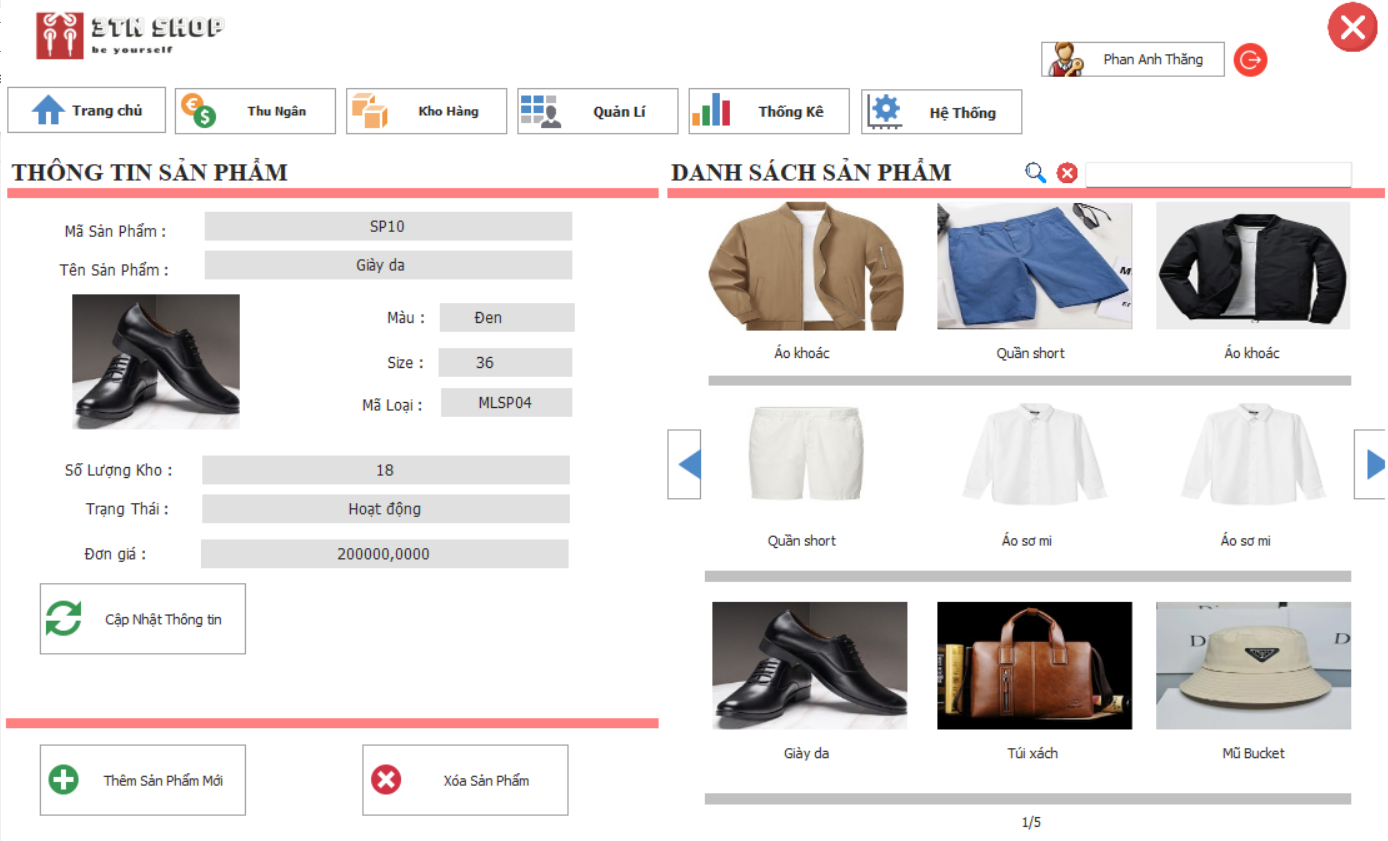 3TN SHOP
be yourself
Phan Anh Thăng
Trang chủ
Thu Ngân
Kho Hàng
Quản Lí
Thống Kê
Hệ Thống
THÔNG TIN SẢN PHẨM
DANH SÁCH SẢN PHẨM
Mã Sản Phẩm :
SP10
Tên Sản Phẩm :
Giày da
Màu :
Đen
Size :
36
Mã Loại :
MLSP04
Số Lượng Kho :
18
Trạng Thái :
Hoạt động
Đơn giá :
200000,0000
Cập Nhật Thông tin
Thêm Sản Phẩm Mới
Xóa Sản Phẩm
Áo khoác
Quần short
Áo khoác
Quần short
Áo sơ mi
Áo sơ mi
Giày da
Túi xách
Mũ Bucket
1/5